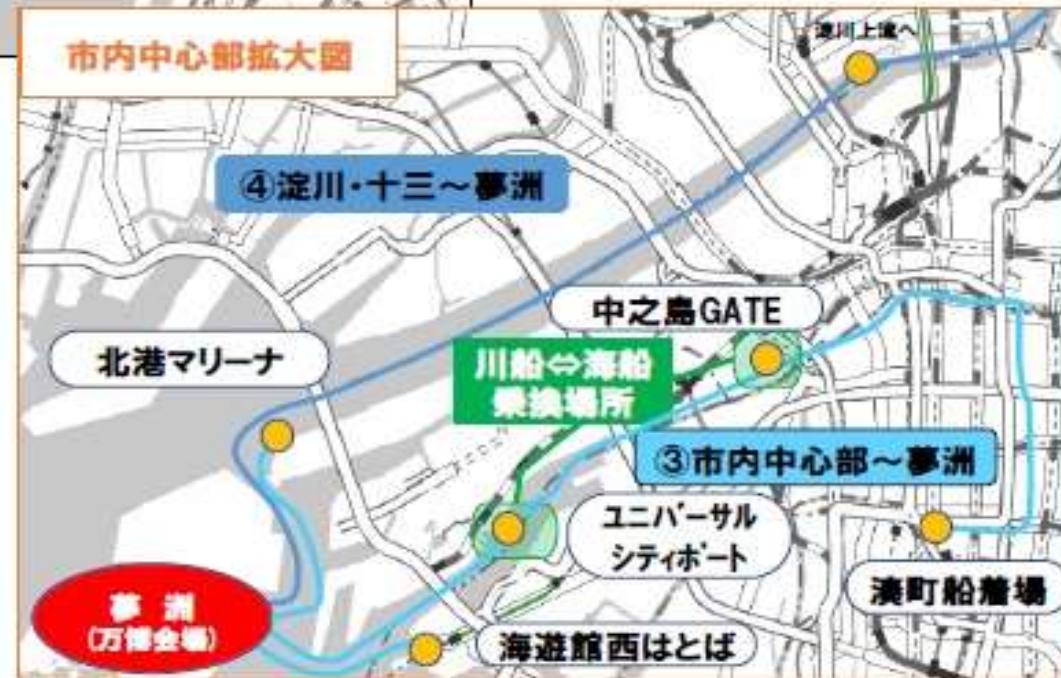 市内中心部拡大図
淀川上流へ
④淀川・十三～夢洲
中之島GATE
北港マリーナ
川船⇔海船
乗換場所
③市内中心部～夢洲
ユニバーサル
シティポート
湊町船着場
夢 洲
(万博会場)
海遊館西はとば